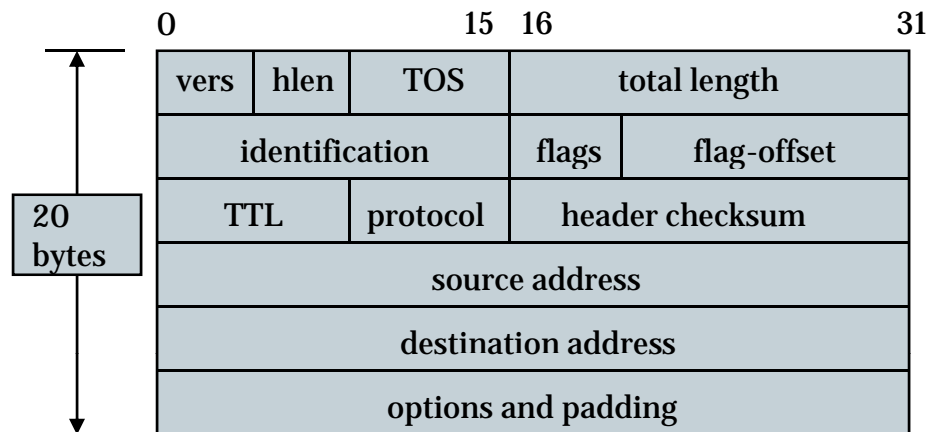 0 15 16 31
vers hlen TOS total length
identification flags flag-offset
TTL protocol header checksum
20
bytes
source address
destination address
options and padding